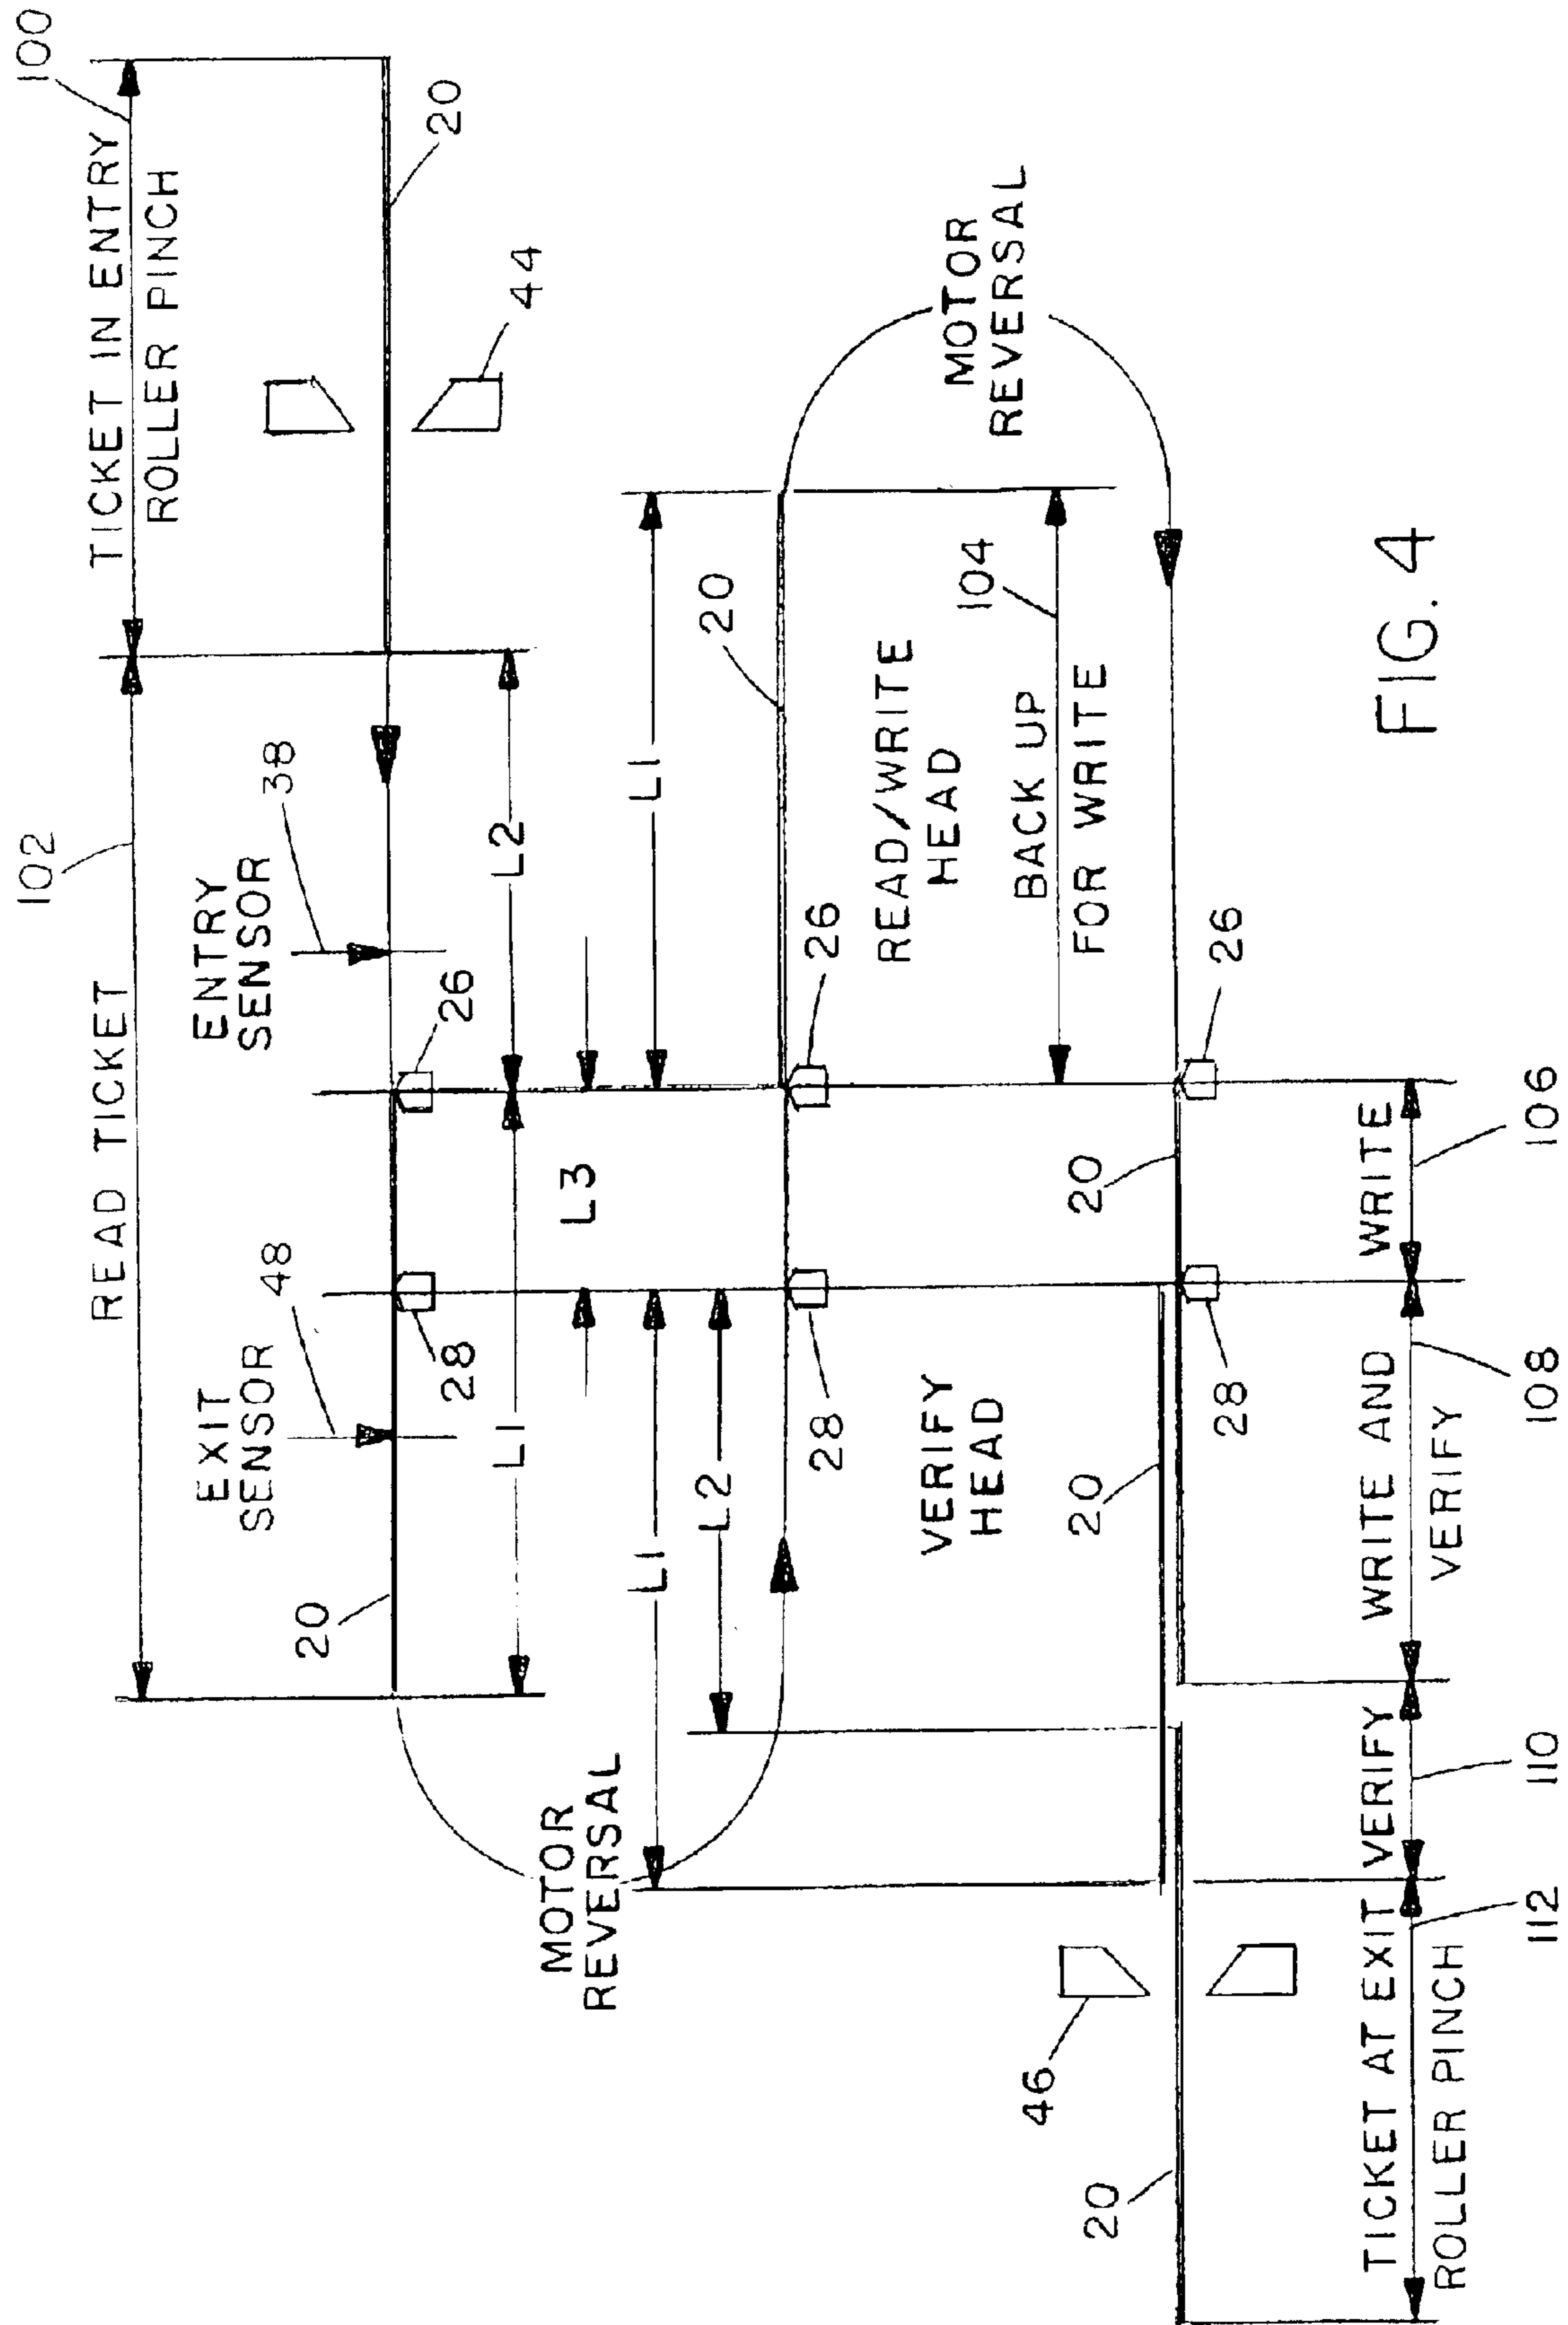 100
TICKET IN ENTRY
ROLLER PINCH
20
44
102
READ TICKET
ENTRY
SENSOR
38
L2
26
EXIT
SENSOR
48
28
L1
L3
20
MOTOR
REVERSAL
L1
20
READ/WRITE
HEAD
26
104
BACK UP
FOR WRITE
MOTOR
REVERSAL
L1
L2
28
VERIFY
HEAD
26
20
28
20
46
20
WRITE
106
WRITE AND
VERIFY
108
VERIFY
110
TICKET AT EXIT
ROLLER PINCH
112
FIG. 4